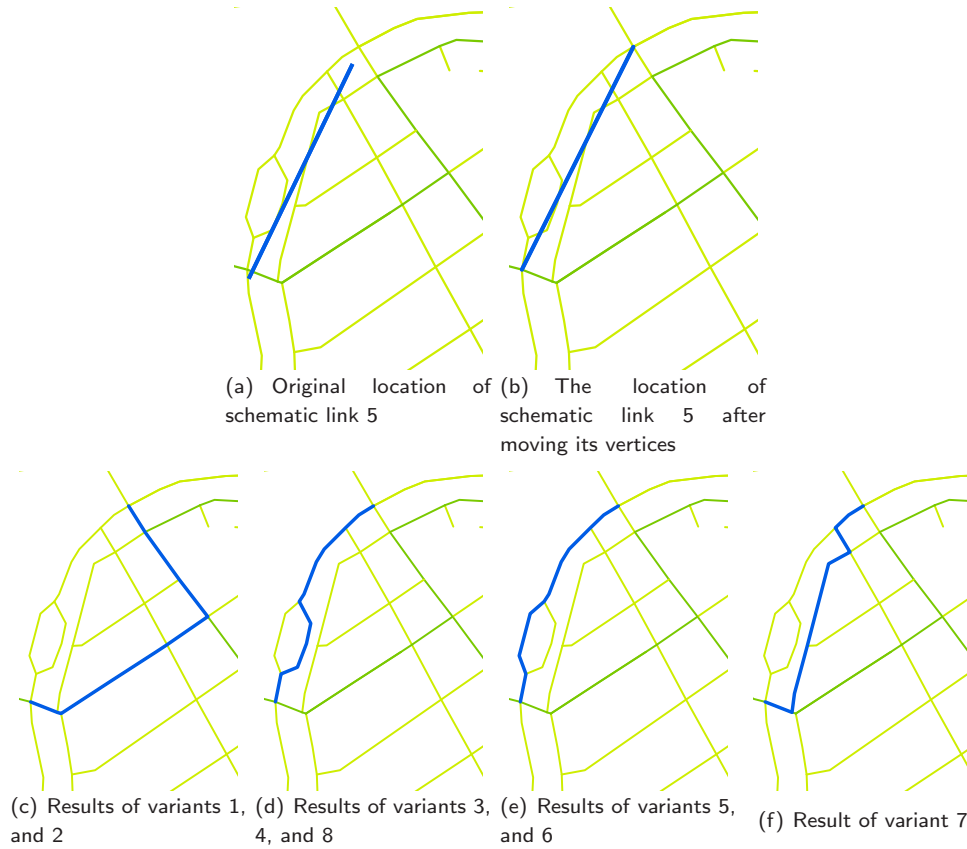 (a) Original location of
schematic link 5
(b) The location of
schematic link 5 after
moving its vertices
(c) Results of variants 1,
and 2
(d) Results of variants 3,
4, and 8
(e) Results of variants 5,
and 6
(f) Result of variant 7